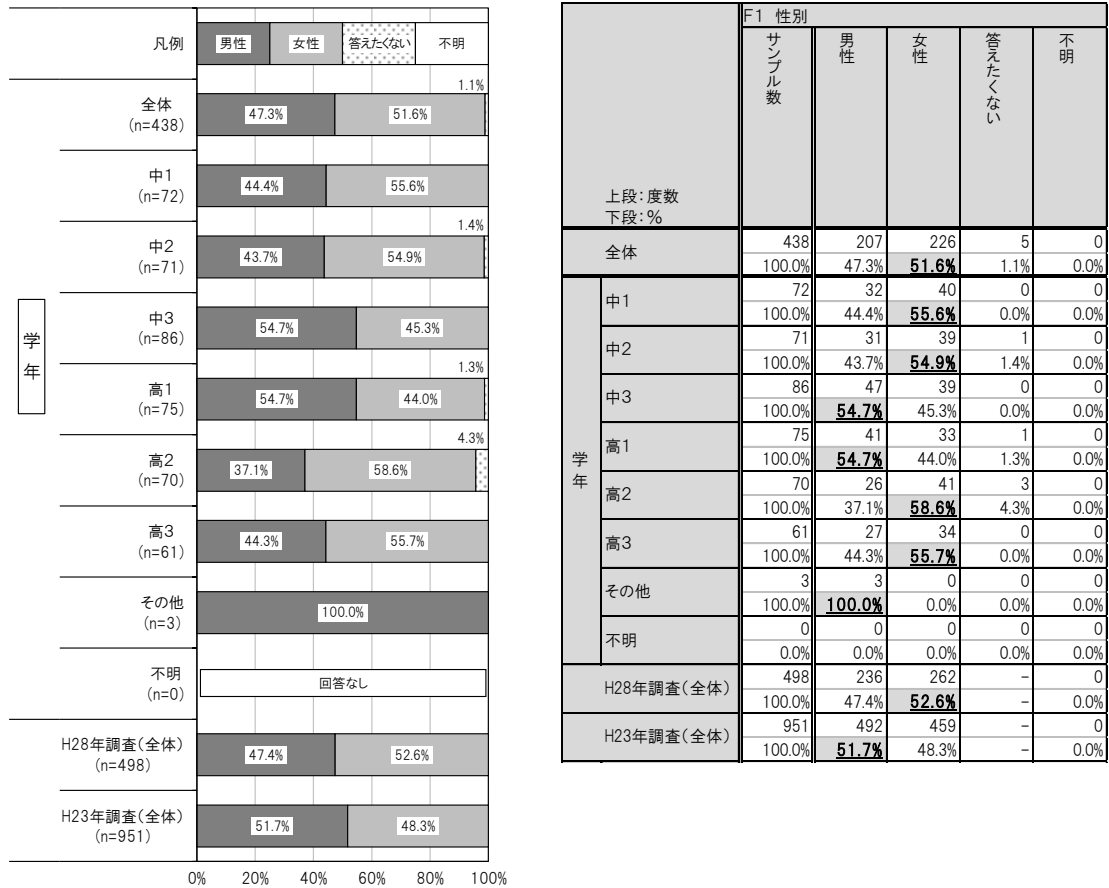 凡例 男性 女性 答えたくない 不明
1.1%
全体
(n=438)
47.3% 51.6%
中1
(n=72)
44.4% 55.6%
1.4%
中2
(n=71)
43.7% 54.9%
中3
(n=86)
54.7% 45.3%
1.3%
高1
(n=75)
54.7% 44.0%
4.3%
高2
(n=70)
37.1% 58.6%
高3
(n=61)
44.3% 55.7%
その他
(n=3)
100.0%
不明
(n=0)
回答なし
H28年調査(全体)
(n=498)
47.4% 52.6%
H23年調査(全体)
(n=951)
51.7% 48.3%
学年
0% 20% 40% 60% 80% 100%
F1 性別
サンプル数 男性 女性 答えたくない 不明
上段:度数
下段:%
全体 438 207 226 5 0
100.0% 47.3% 51.6% 1.1% 0.0%
学年
中1 72 32 40 0 0
100.0% 44.4% 55.6% 0.0% 0.0%
中2 71 31 39 1 0
100.0% 43.7% 54.9% 1.4% 0.0%
中3 86 47 39 0 0
100.0% 54.7% 45.3% 0.0% 0.0%
高1 75 41 33 1 0
100.0% 54.7% 44.0% 1.3% 0.0%
高2 70 26 41 3 0
100.0% 37.1% 58.6% 4.3% 0.0%
高3 61 27 34 0 0
100.0% 44.3% 55.7% 0.0% 0.0%
その他 3 3 0 0 0
100.0% 100.0% 0.0% 0.0% 0.0%
不明 0 0 0 0 0
0.0% 0.0% 0.0% 0.0% 0.0%
H28年調査(全体) 498 236 262 - 0
100.0% 47.4% 52.6% - 0.0%
H23年調査(全体) 951 492 459 - 0
100.0% 51.7% 48.3% - 0.0%